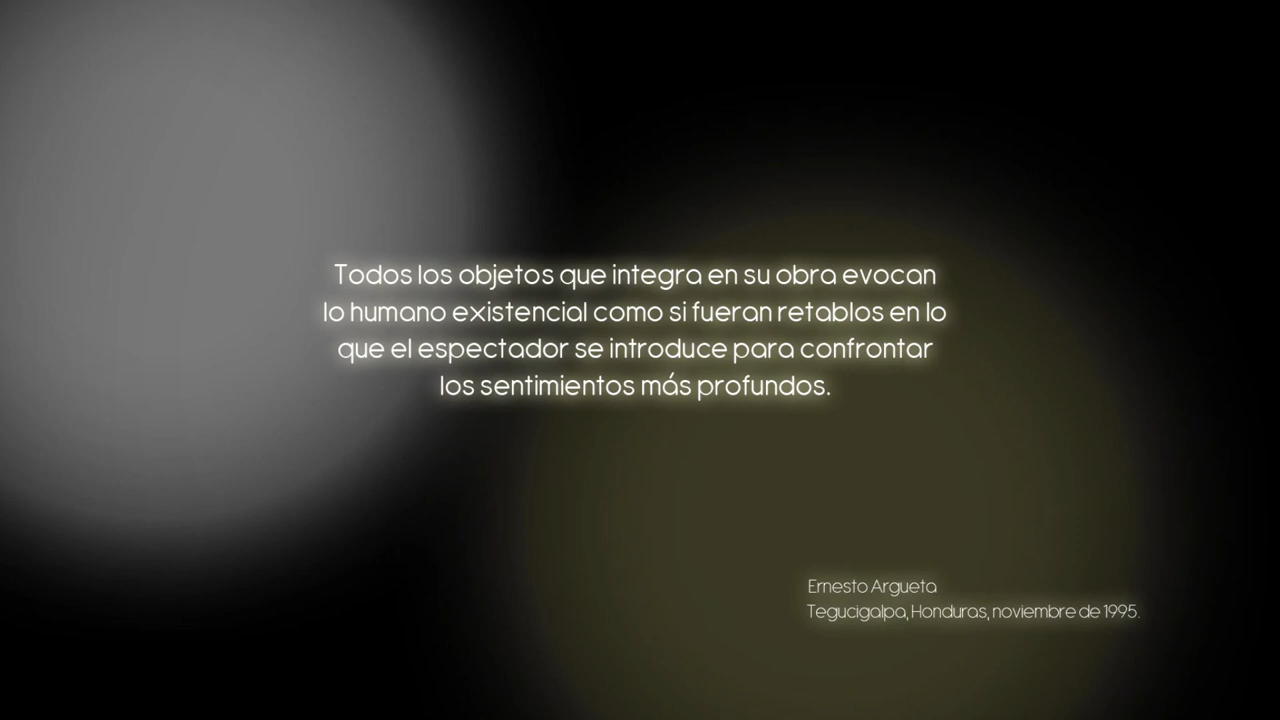 Todos los objetos que integra en su obra evocan
lo humano existencial como si fueran retablos en lo
que el espectador se introduce para confrontar
los sentimientos más profundos.
Ernesto Argueta
Tegucigalpa, Honduras, noviembre de 1995.